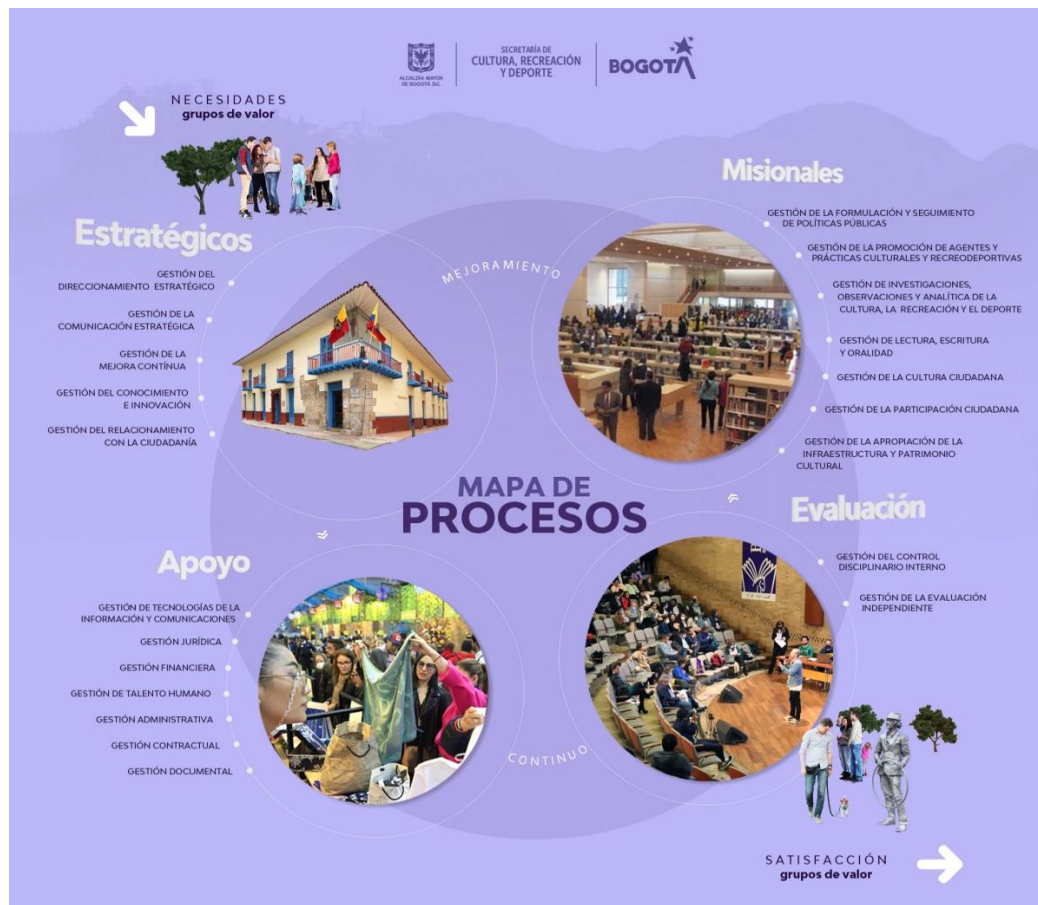 ALCALDÍA MAYOR
DE BOGOTÁ D.C.
SECRETARÍA DE
CULTURA, RECREACIÓN
Y DEPORTE
BOGOTÁ
NECESIDADES
grupos de valor
Estratégicos
GESTIÓN DEL
DIRECCIONAMIENTO ESTRATÉGICO
GESTIÓN DE LA
COMUNICACIÓN ESTRATÉGICA
GESTIÓN DE LA
MEJORA CONTÍNUA
GESTIÓN DEL CONOCIMIENTO
E INNOVACIÓN
GESTIÓN DEL RELACIONAMIENTO
CON LA CIUDADANÍA
MEJORAMIENTO
Misionales
GESTIÓN DE LA FORMULACIÓN Y SEGUIMIENTO
DE POLÍTICAS PÚBLICAS
GESTIÓN DE LA PROMOCIÓN DE AGENTES Y
PRÁCTICAS CULTURALES Y RECREODEPORTIVAS
GESTIÓN DE INVESTIGACIONES,
OBSERVACIONES Y ANALÍTICA DE LA
CULTURA, LA RECREACIÓN Y EL DEPORTE
GESTIÓN DE LECTURA, ESCRITURA
Y ORALIDAD
GESTIÓN DE LA CULTURA CIUDADANA
GESTIÓN DE LA PARTICIPACIÓN CIUDADANA
GESTIÓN DE LA APROPIACIÓN DE LA
INFRAESTRUCTURA Y PATRIMONIO
CULTURAL
MAPA DE
PROCESOS
Apoyo
GESTIÓN DE TECNOLOGÍAS DE LA
INFORMACIÓN Y COMUNICACIONES
GESTIÓN JURÍDICA
GESTIÓN FINANCIERA
GESTIÓN DE TALENTO HUMANO
GESTIÓN ADMINISTRATIVA
GESTIÓN CONTRACTUAL
GESTIÓN DOCUMENTAL
CONTINUO
Evaluación
GESTIÓN DEL CONTROL
DISCIPLINARIO INTERNO
GESTIÓN DE LA EVALUACIÓN
INDEPENDIENTE
SATISFACCIÓN
grupos de valor